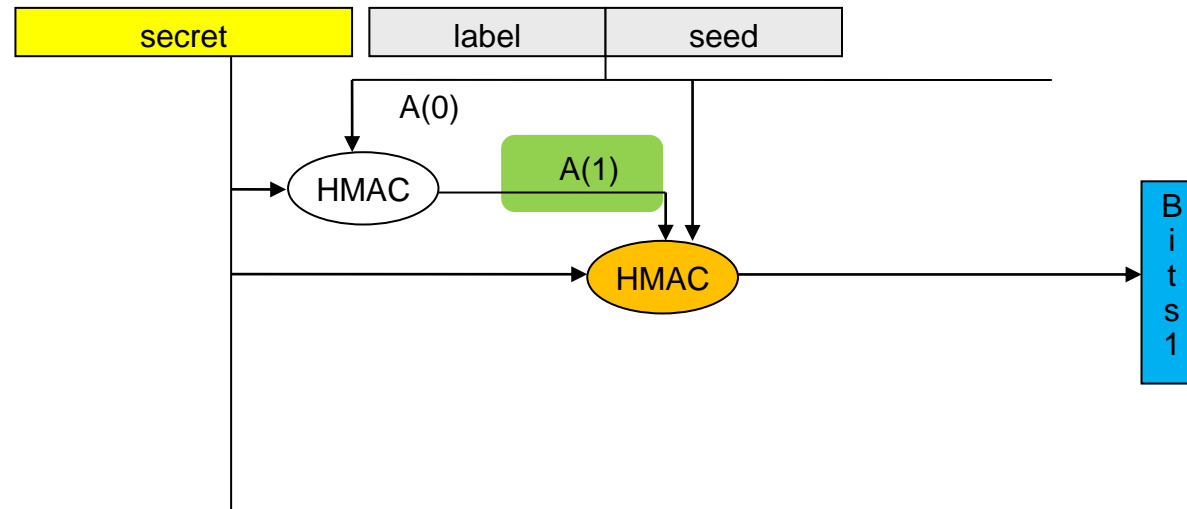 secret
label
seed
A(0)
A(1)
HMAC
HMAC
B
i
t
s
1